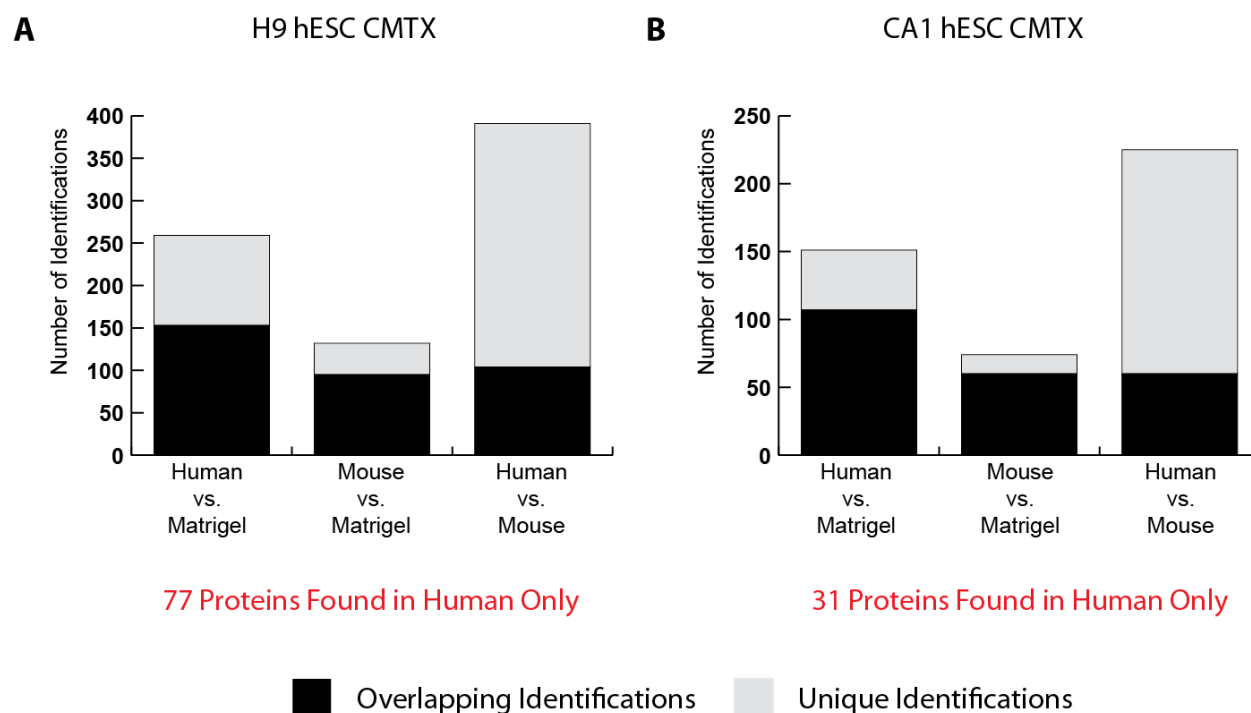 A
H9 hESC CMTX
Number of Identifications
400
350
300
250
200
150
100
50
0
Human
vs.
Matrigel
Mouse
vs.
Matrigel
Human
vs.
Mouse
77 Proteins Found in Human Only
B
CA1 hESC CMTX
Number of Identifications
250
200
150
100
50
0
Human
vs.
Matrigel
Mouse
vs.
Matrigel
Human
vs.
Mouse
31 Proteins Found in Human Only
Overlapping Identifications
Unique Identifications